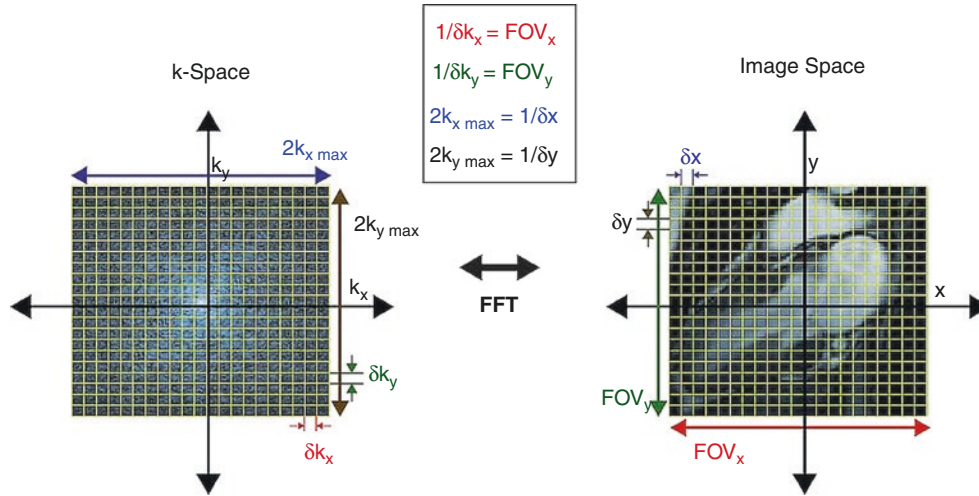 1/δkx = FOVx
1/δky = FOVy
2kx max = 1/δx
2ky max = 1/δy
k-Space
Image Space
2kx max
ky
2ky max
kx
δky
δkx
FFT
δx
y
δy
x
FOVy
FOVx